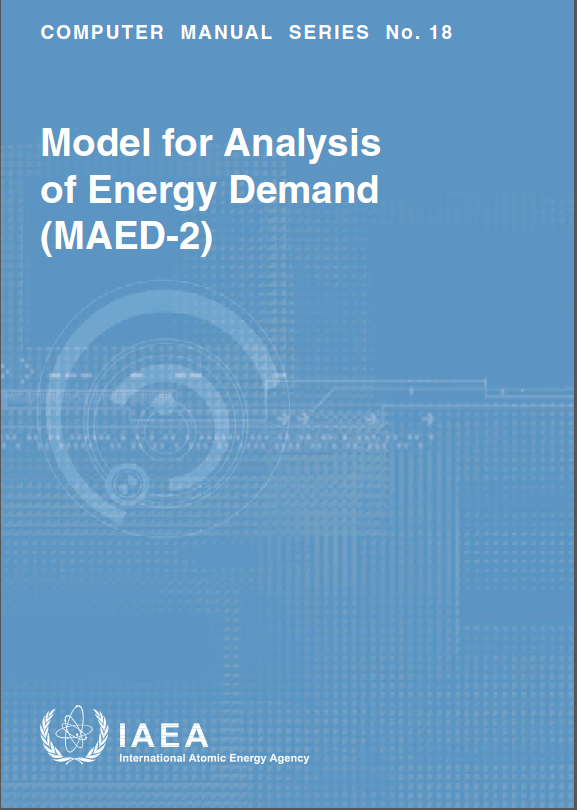 COMPUTER MANUAL SERIES No. 18
Model for Analysis
of Energy Demand
(MAED-2)
IAEA
International Atomic Energy Agency